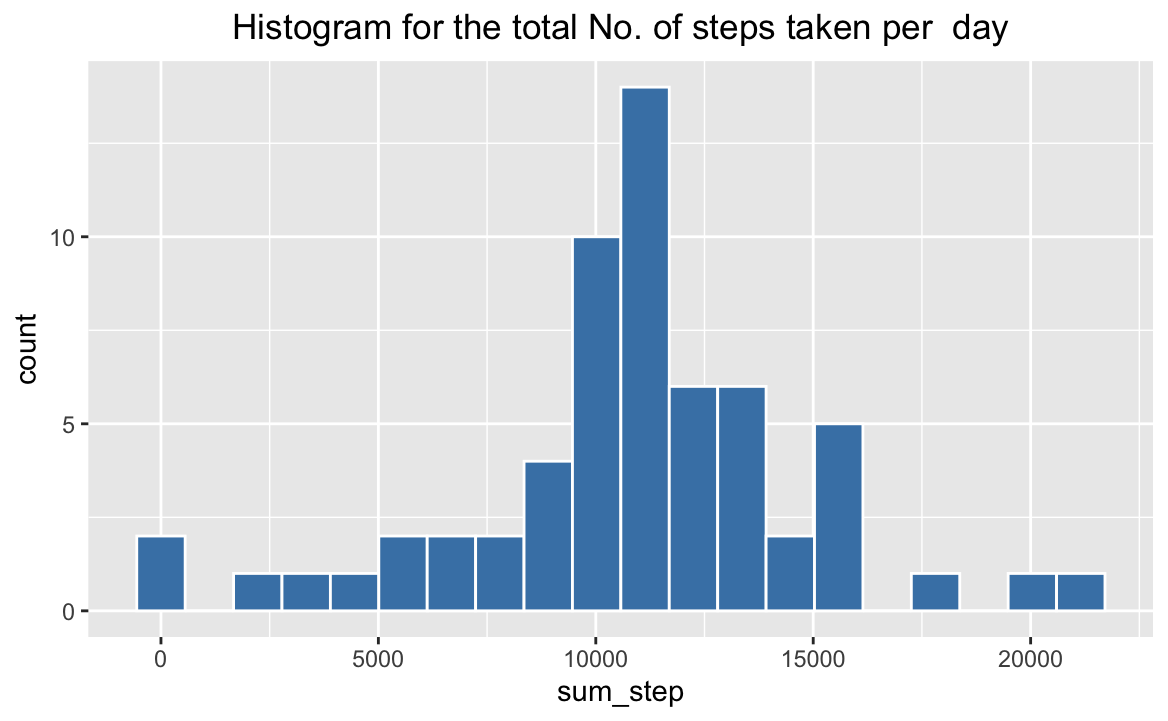 Histogram for the total No. of steps taken per  day
count
10
5
0
0 5000 10000 15000 20000
sum_step